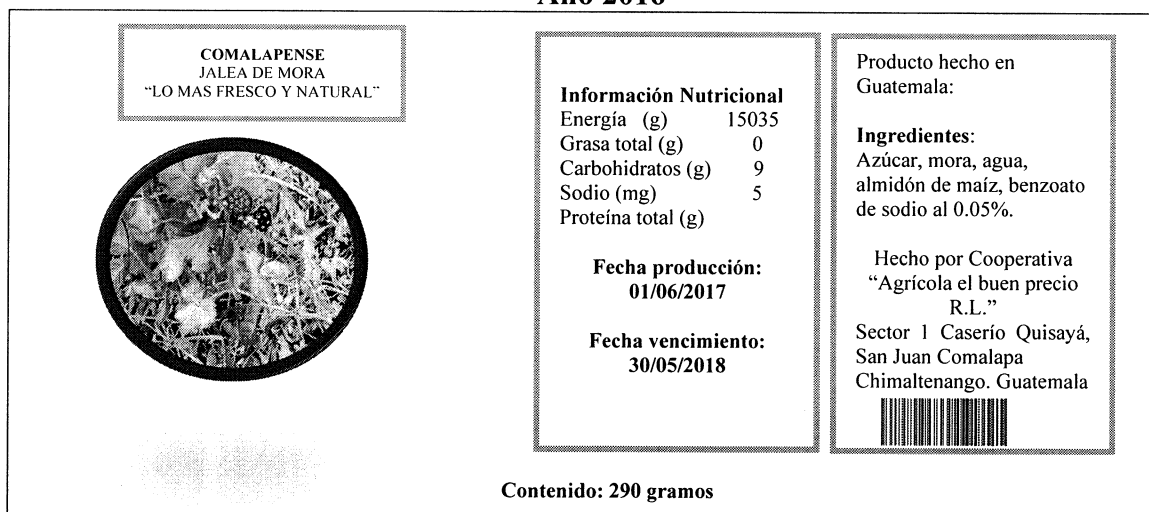 Año 2016
COMALAPENSE
JALEA DE MORA
“LO MAS FRESCO Y NATURAL”
Información Nutricional
Energía (g) 15035
Grasa total (g) 0
Carbohidratos (g) 9
Sodio (mg) 5
Proteína total (g)
Fecha producción:
01/06/2017
Fecha vencimiento:
30/05/2018
Producto hecho en
Guatemala:
Ingredientes:
Azúcar, mora, agua,
almidón de maíz, benzoato
de sodio al 0.05%.
Hecho por Cooperativa
“Agrícola el buen precio
R.L.”
Sector 1 Caserío Quisayá,
San Juan Comalapa
Chimaltenango. Guatemala
Contenido: 290 gramos